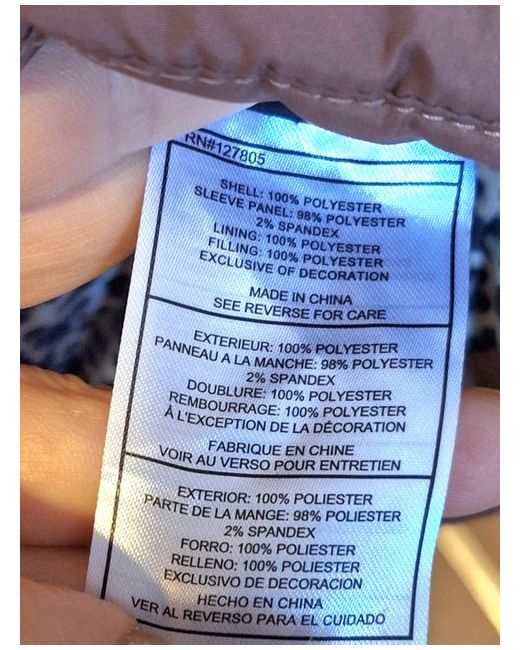 RN#127805
SHELL: 100% POLYESTER
SLEEVE PANEL: 98% POLYESTER
2% SPANDEX
LINING: 100% POLYESTER
FILLING: 100% POLYESTER
EXCLUSIVE OF DECORATION
MADE IN CHINA
SEE REVERSE FOR CARE
EXTERIEUR: 100% POLYESTER
PANNEAU A LA MANCHE: 98% POLYESTER
2% SPANDEX
DOUBLURE: 100% POLYESTER
REMBOURRAGE: 100% POLYESTER
À L'EXCEPTION DE LA DÉCORATION
FABRIQUE EN CHINE
VOIR AU VERSO POUR ENTRETIEN
EXTERIOR: 100% POLIESTER
PARTE DE LA MANGE: 98% POLIESTER
2% SPANDEX
FORRO: 100% POLIESTER
RELLENO: 100% POLIESTER
EXCLUSIVO DE DECORACION
HECHO EN CHINA
VER AL REVERSO PARA EL CUIDADO